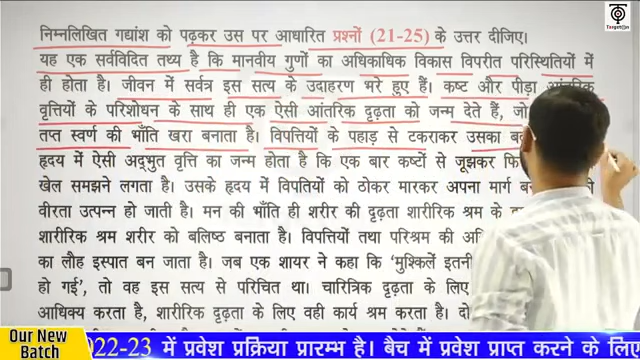 TargetOn
निम्नलिखित गद्यांश को पढ़कर उस पर आधारित प्रश्नों (21-25) के उत्तर दीजिए।
यह एक सर्वविदित तथ्य है कि मानवीय गुणों का अधिकाधिक विकास विपरीत परिस्थितियों में
ही होता है। जीवन में सर्वत्र इस सत्य के उदाहरण भरे हुए हैं। कष्ट और पीड़ा आंतरिक
वृत्तियों के परिशोधन के साथ ही एक ऐसी आंतरिक दृढ़ता को जन्म देते हैं, जो
तप्त स्वर्ण की भाँति खरा बनाता है। विपत्तियों के पहाड़ से टकराकर उसका
हृदय में ऐसी अद्‌भुत वृत्ति का जन्म होता है कि एक बार कष्टों से जूझकर
खेल समझने लगता है। उसके हृदय में विपतियों को ठोकर मारकर अपना मार्ग
वीरता उत्पन्न हो जाती है। मन की भाँति ही शरीर की दृढ़ता शारीरिक श्रम के
शारीरिक श्रम शरीर को बलिष्ठ बनाता है। विपत्तियों तथा परिश्रम की
का लौह इस्पात बन जाता है। जब एक शायर ने कहा कि 'मुश्किलें इतनी
हो गई', तो वह इस सत्य से परिचित था। चारित्रिक दृढ़ता के लिए
आधिक्य करता है, शारीरिक दृढ़ता के लिए वही कार्य श्रम करता है।
Our New
Batch
2022-23 में प्रवेश प्रक्रिया प्रारम्भ है। बैच में प्रवेश प्राप्त करने के लिए